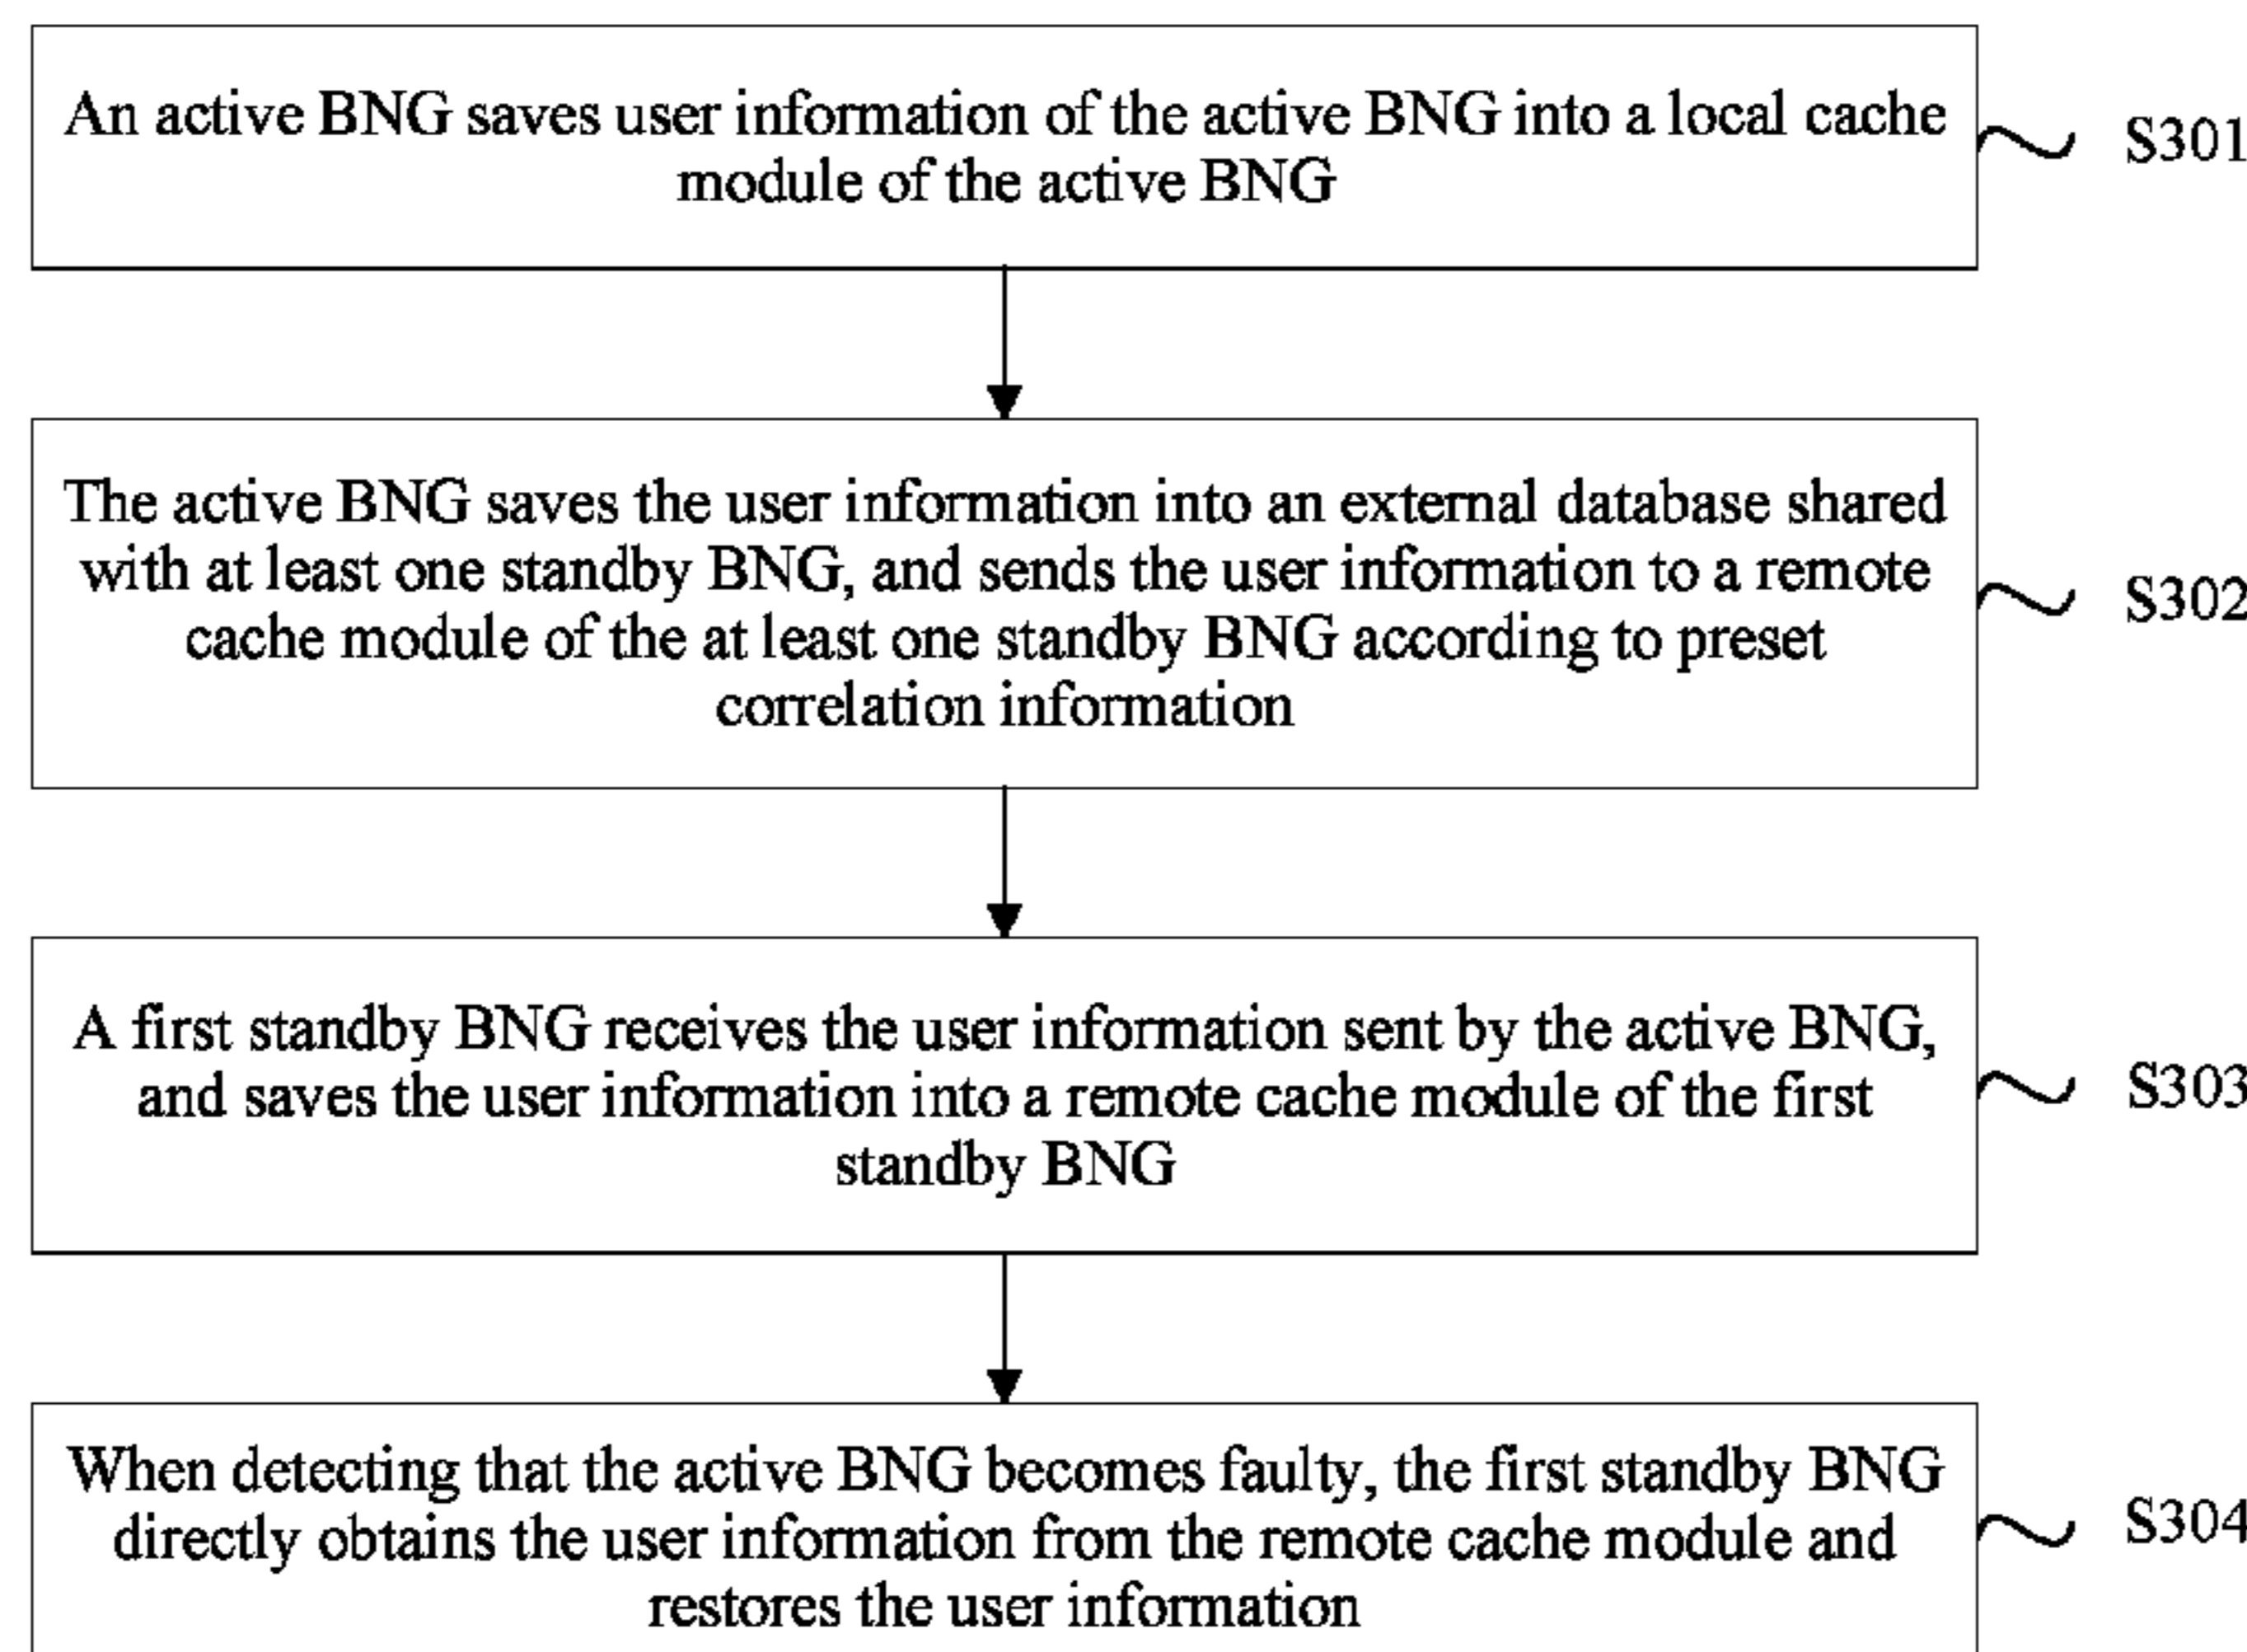 An active BNG saves user information of the active BNG into a local cache
module of the active BNG
S301
The active BNG saves the user information into an external database shared
with at least one standby BNG, and sends the user information to a remote
cache module of the at least one standby BNG according to preset
correlation information
S302
A first standby BNG receives the user information sent by the active BNG,
and saves the user information into a remote cache module of the first
standby BNG
S303
When detecting that the active BNG becomes faulty, the first standby BNG
directly obtains the user information from the remote cache module and
restores the user information
S304